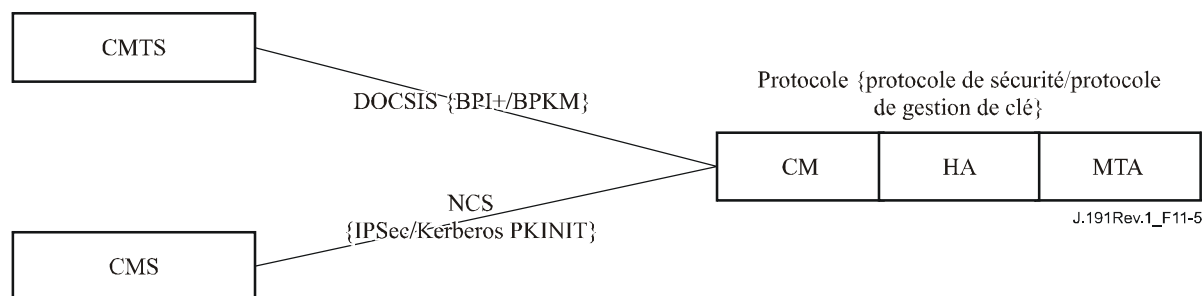 CMTS
DOCSIS {BPI+/BPKM}
Protocole {protocole de sécurité/protocole
de gestion de clé}
CM
HA
MTA
J.191Rev.1_F11-5
NCS
{IPSec/Kerberos PKINIT}
CMS